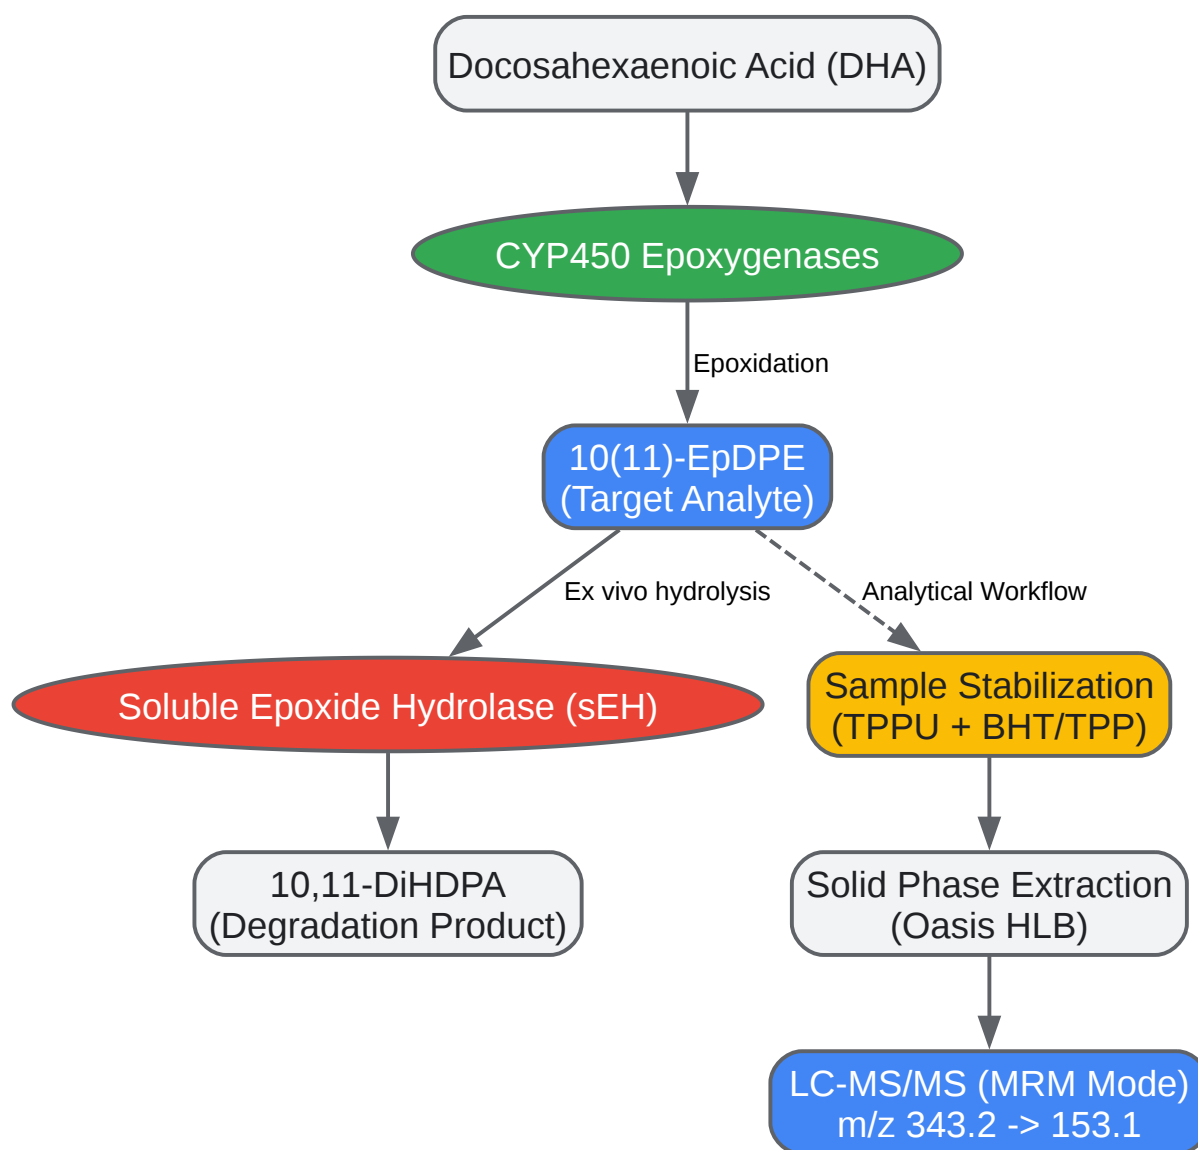 Docosahexaenoic Acid (DHA)
CYP450 Epoxygenases
Epoxidation
10(11)-EpDPE
(Target Analyte)
Ex vivo hydrolysis
Analytical Workflow
Soluble Epoxide Hydrolase (sEH)
Sample Stabilization
(TPPU + BHT/TPP)
10,11-DiHDPA
(Degradation Product)
Solid Phase Extraction
(Oasis HLB)
LC-MS/MS (MRM Mode)
m/z 343.2 -> 153.1